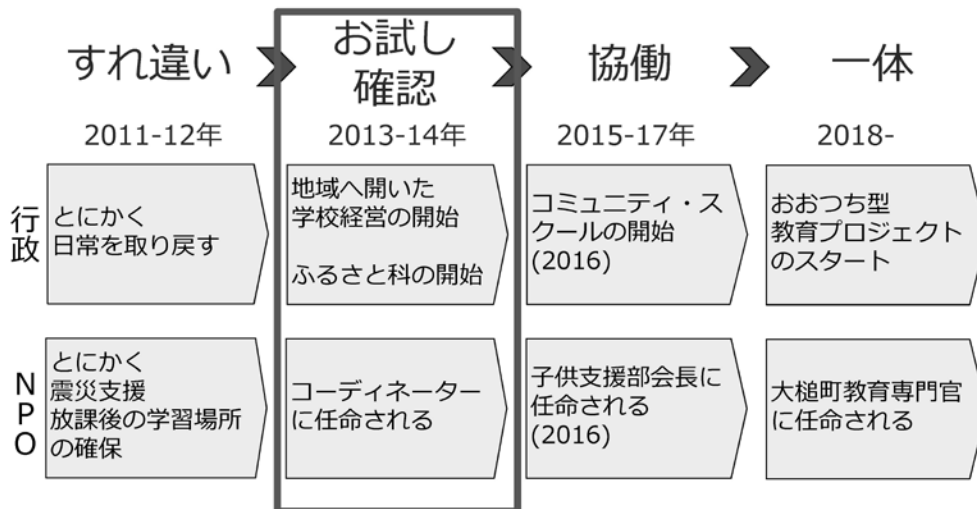 すれ違い
お試し
確認
協働
一体
2011-12年
2013-14年
2015-17年
2018-
行政
とにかく
日常を取り戻す
地域へ開いた
学校経営の開始
ふるさと科の開始
コミュニティ・ス
クールの開始
(2016)
おおつち型
教育プロジェクト
のスタート
NPO
とにかく
震災支援
放課後の学習場所
の確保
コーディネーター
に任命される
子供支援部会長に
任命される
(2016)
大槌町教育専門官
に任命される